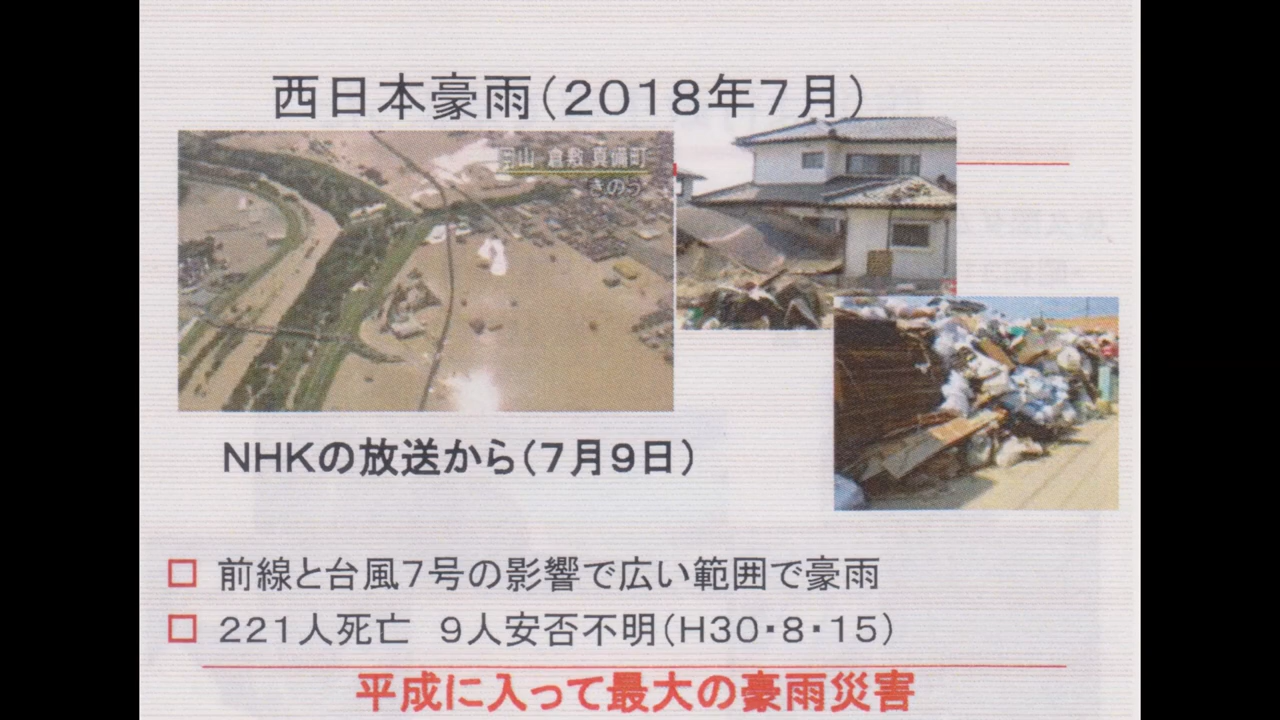 西日本豪雨（2018年7月）
岡山 倉敷 真備町
きのう
NHKの放送から（7月9日）
□ 前線と台風7号の影響で広い範囲で豪雨
□ 221人死亡　9人安否不明（H30・8・15）
平成に入って最大の豪雨災害